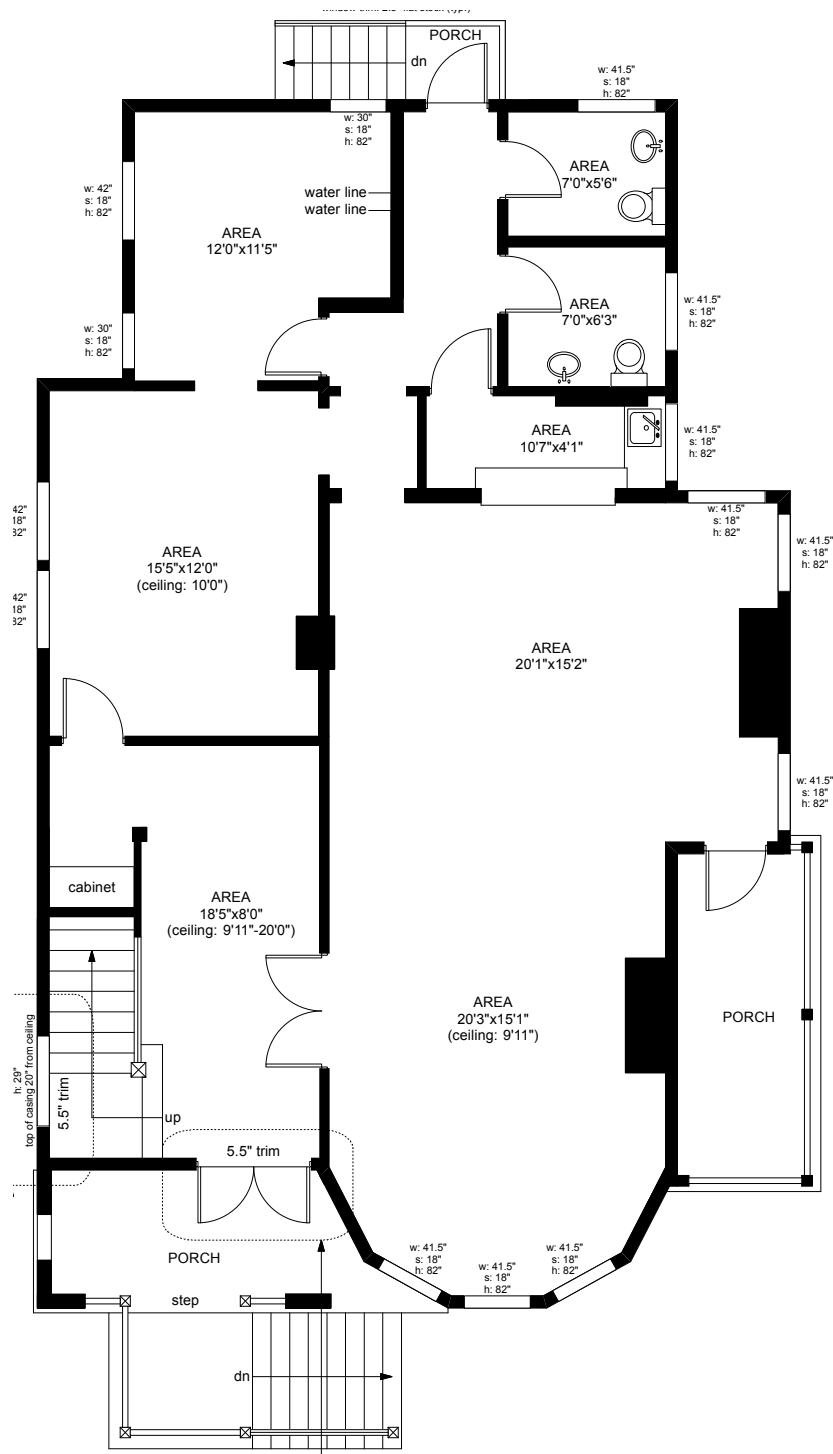 PORCH
dn
w: 41.5"
s: 18"
h: 82"
w: 30"
s: 18"
h: 82"
AREA
7'0"x5'6"
w: 42"
s: 18"
h: 82"
water line
water line
AREA
12'0"x11'5"
w: 41.5"
s: 18"
h: 82"
AREA
7'0"x6'3"
w: 30"
s: 18"
h: 82"
AREA
10'7"x4'1"
w: 41.5"
s: 18"
h: 82"
42"
18"
32"
w: 41.5"
s: 18"
h: 82"
w: 41.5"
s: 18"
h: 82"
AREA
15'5"x12'0"
(ceiling: 10'0")
42"
18"
32"
AREA
20'1"x15'2"
w: 41.5"
s: 18"
h: 82"
cabinet
AREA
18'5"x8'0"
(ceiling: 9'11"-20'0")
AREA
20'3"x15'1"
(ceiling: 9'11")
PORCH
h: 29"
top of casing 20" from ceiling
5.5" trim
up
5.5" trim
PORCH
w: 41.5"
s: 18"
h: 82"
w: 41.5"
s: 18"
h: 82"
w: 41.5"
s: 18"
h: 82"
step
dn